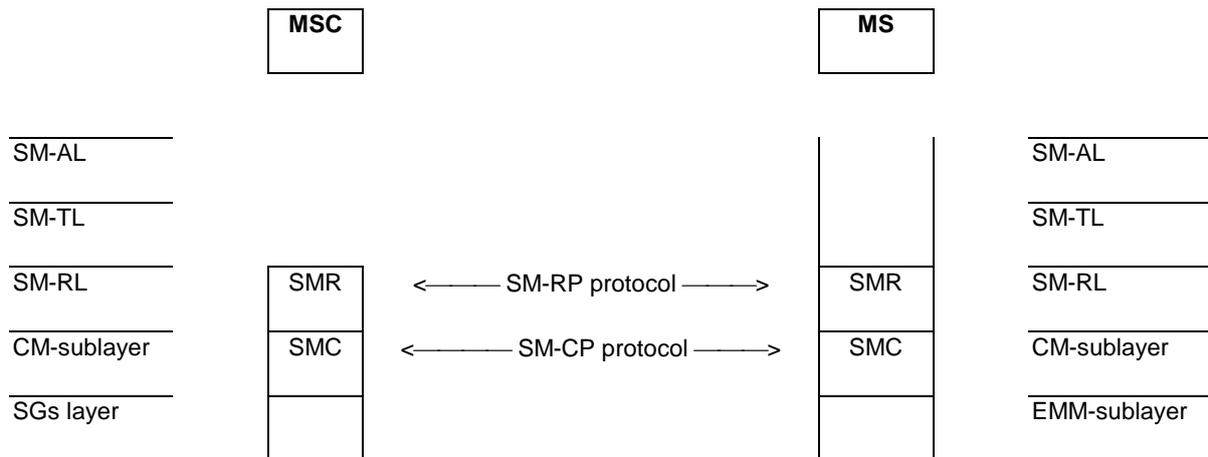 MSC MS
SM-AL SM-AL
SM-TL SM-TL
SM-RL SMR <——— SM-RP protocol ———> SMR SM-RL
CM-sublayer SMC <———— SM-CP protocol ————> SMC CM-sublayer
SGs layer EMM-sublayer